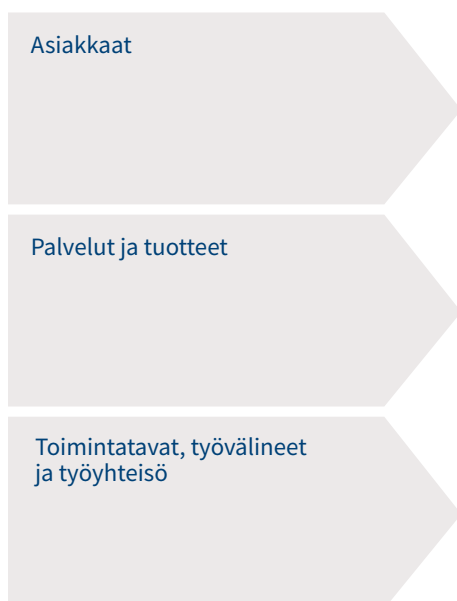 Asiakkaat
Palvelut ja tuotteet
Toimintatavat, työvälineet
ja työyhteisö